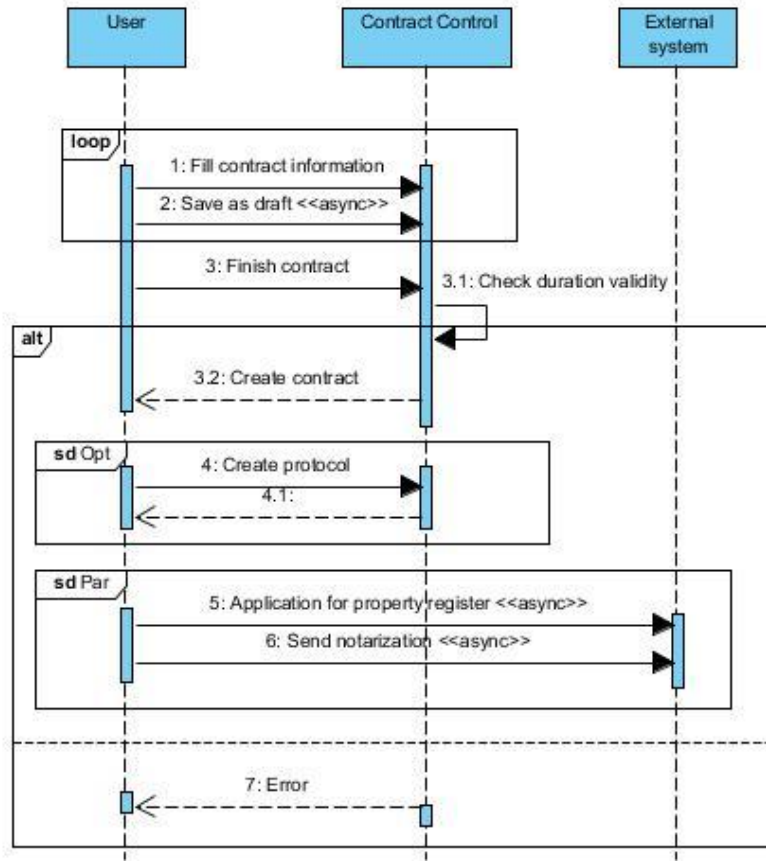 User
Contract Control
External
system
loop
1: Fill contract information
2: Save as draft <<async>>
3: Finish contract
3.1: Check duration validity
alt
3.2: Create contract
sd Opt
4: Create protocol
4.1:
sd Par
5: Application for property register <<async>>
6: Send notarization <<async>>
7: Error